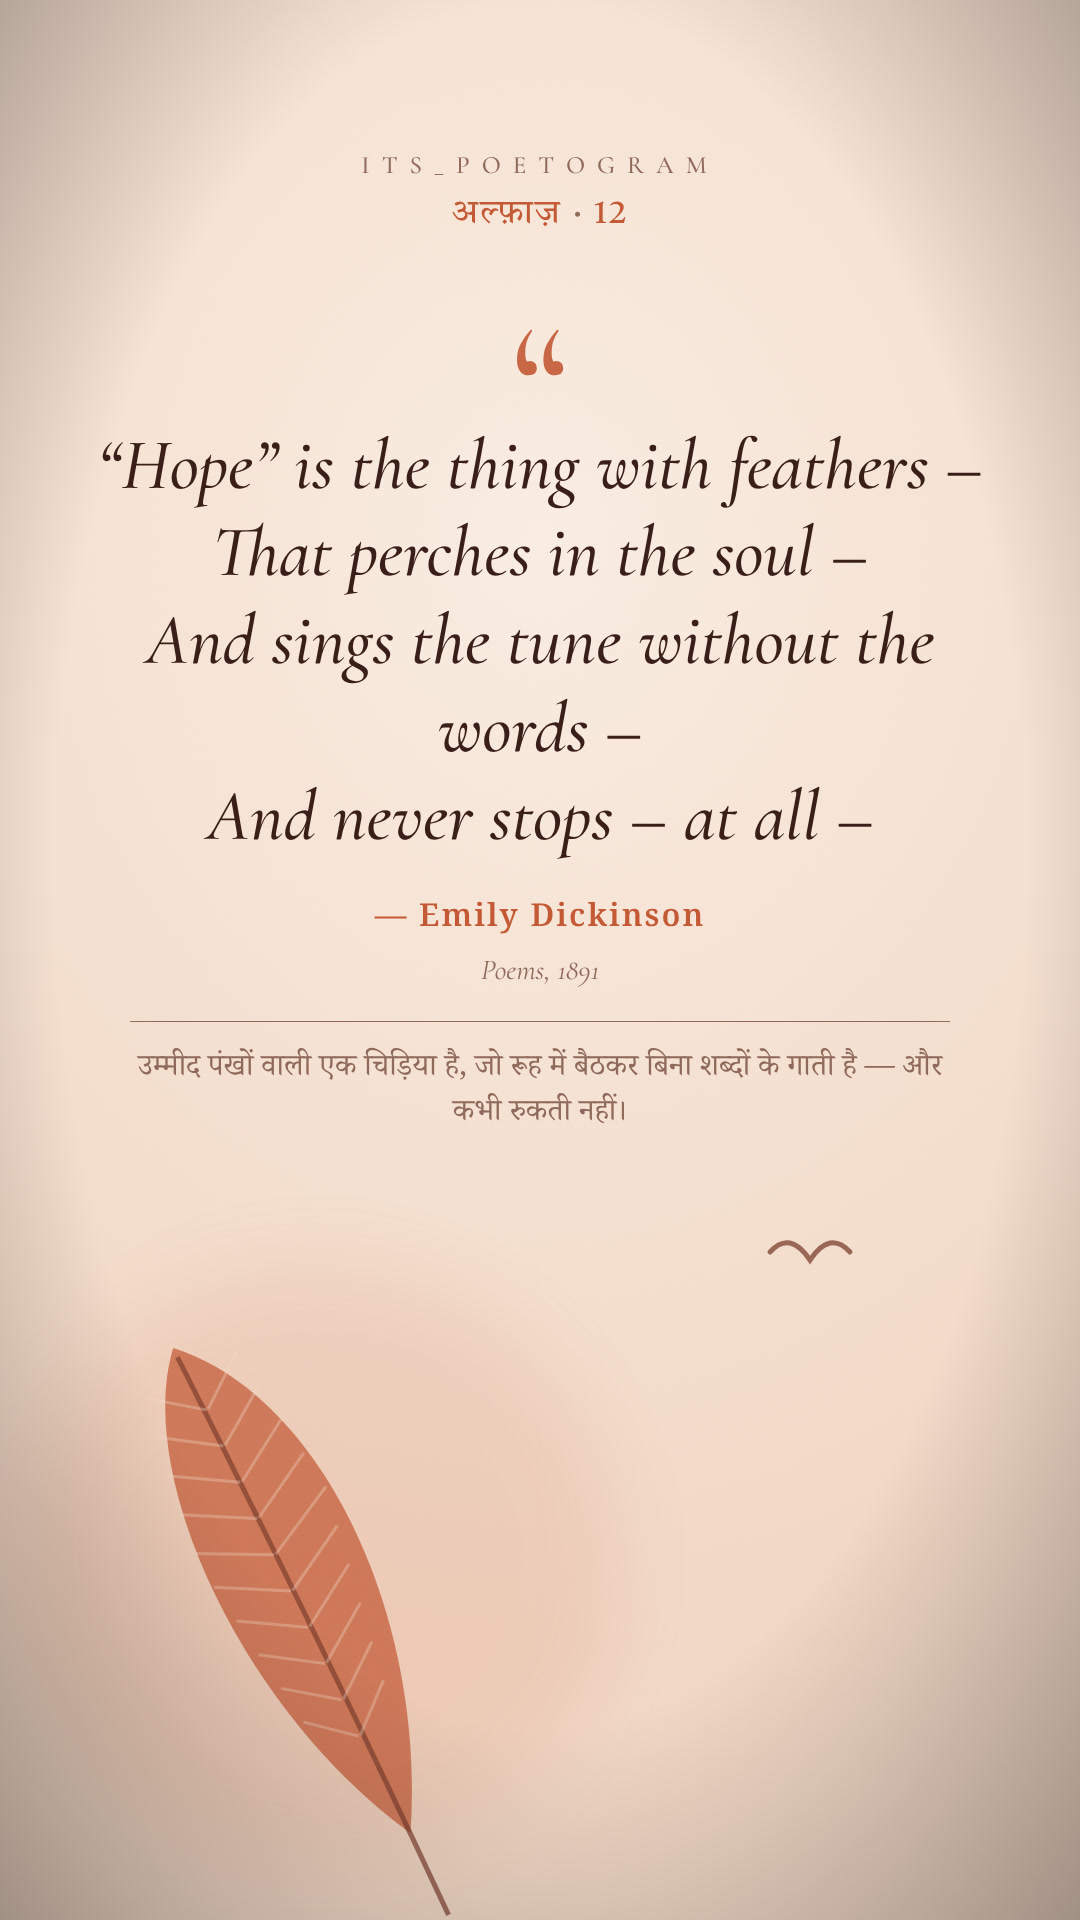 ITS_POETOGRAM
अल्फ़ाज़ · 12
“
“Hope” is the thing with feathers –
That perches in the soul –
And sings the tune without the
words –
And never stops – at all –
— Emily Dickinson
Poems, 1891
उम्मीद पंखों वाली एक चिड़िया है, जो रूह में बैठकर बिना शब्दों के गाती है — और
कभी रुकती नहीं।